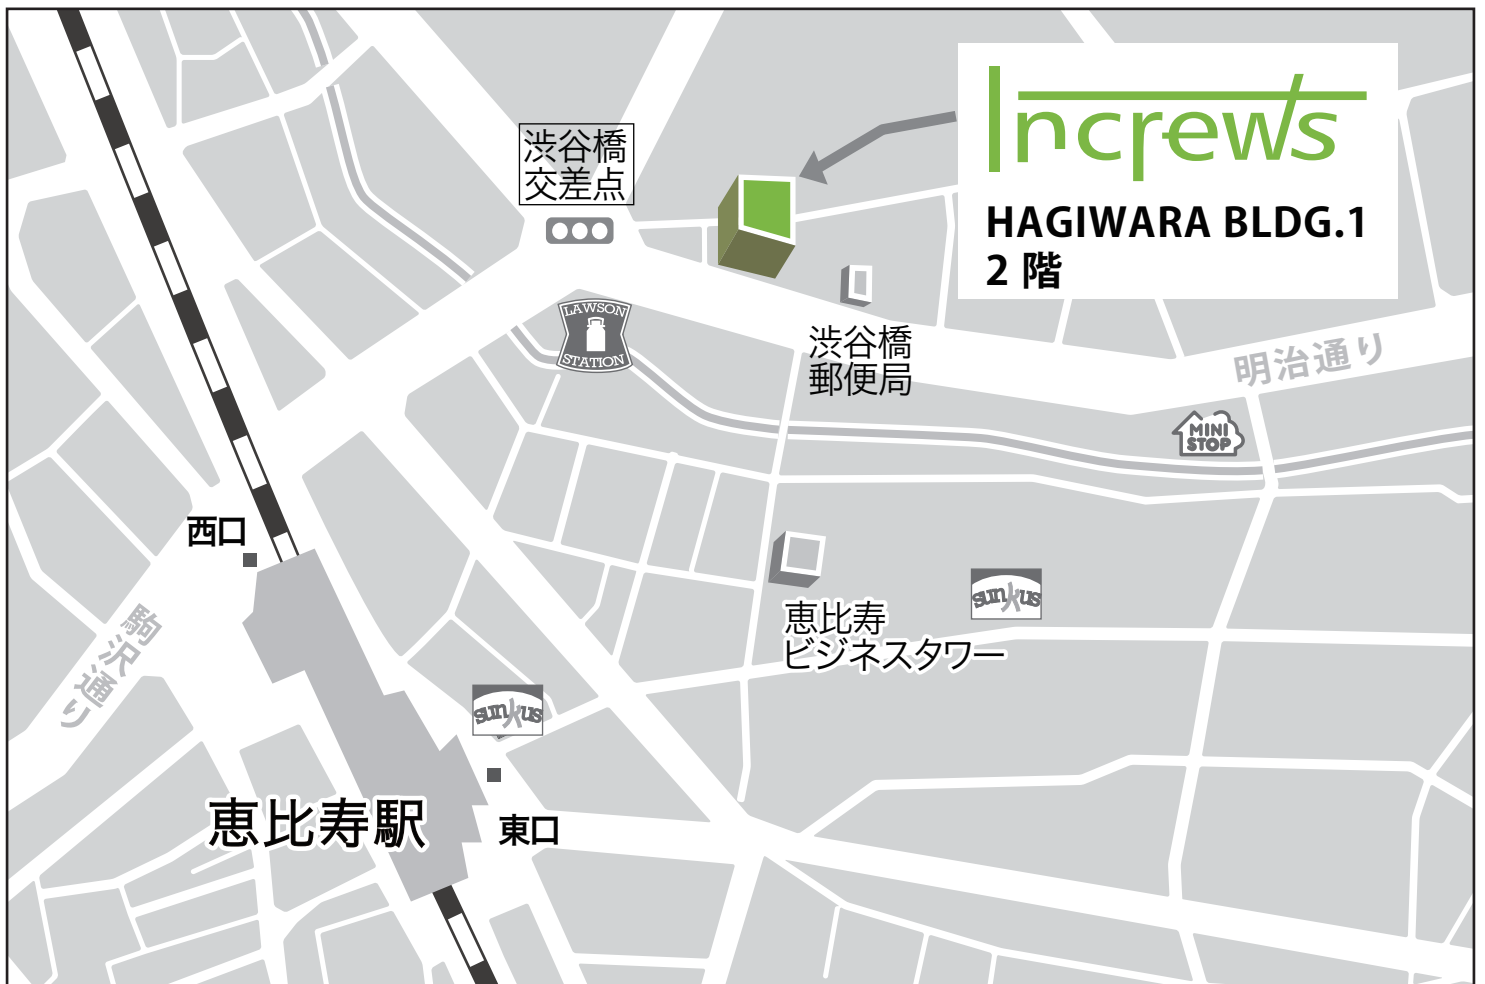 渋谷橋
交差点
Increws
HAGIWARA BLDG.1
2 階
LAWSON
STATION
渋谷橋
郵便局
明治通り
MINI
STOP
西口
恵比寿
ビジネスタワー
sunkus
駒沢通り
sunkus
恵比寿駅
東口